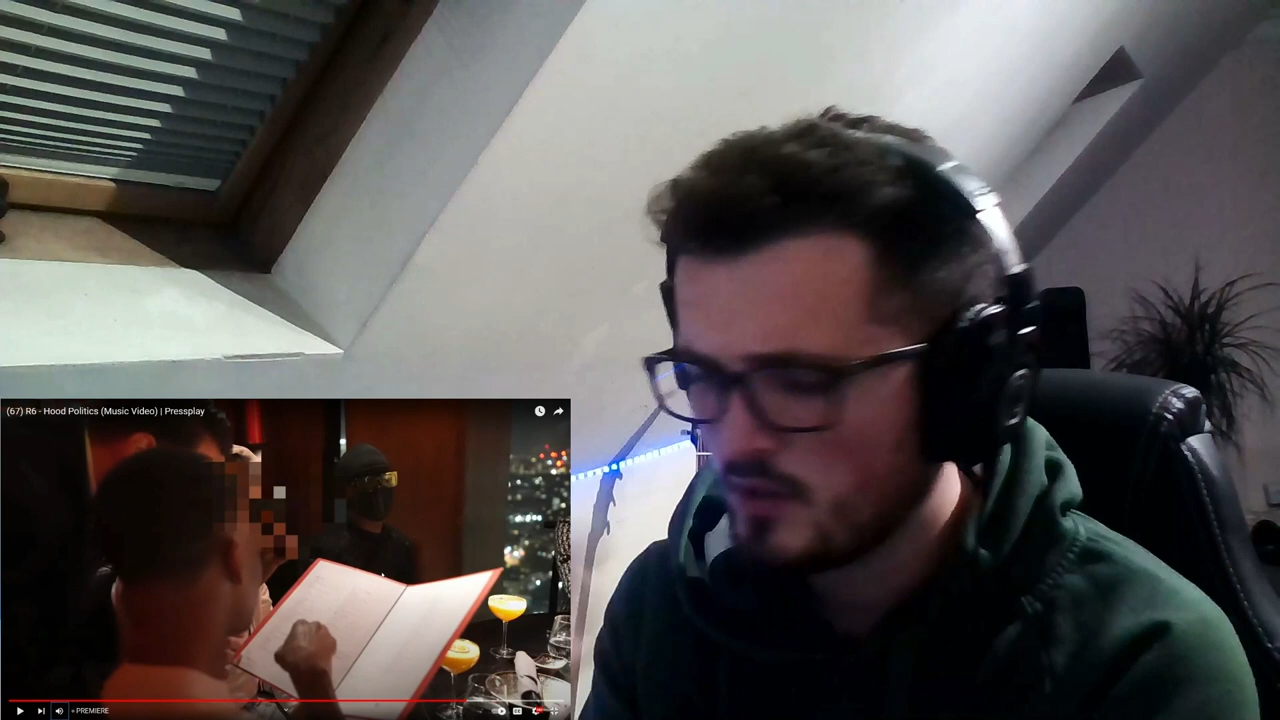 (67) R6 - Hood Politics (Music Video) | Pressplay
• PREMIERE